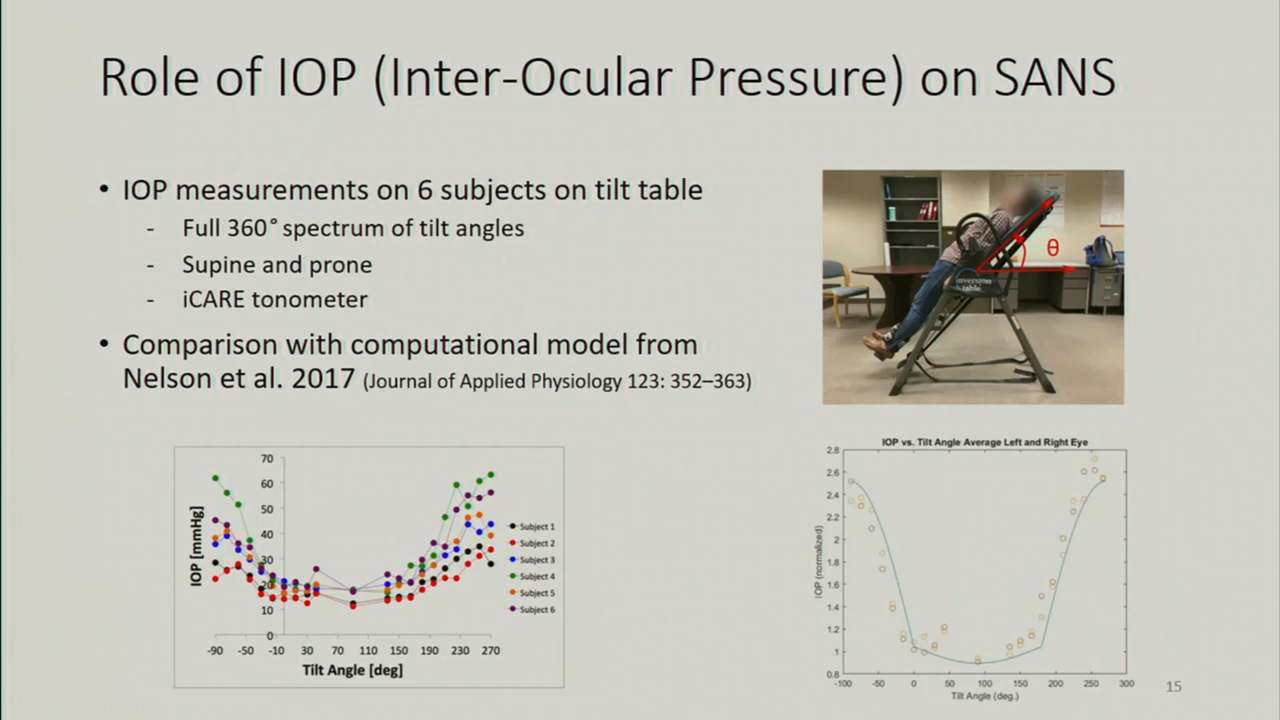 Role of IOP (Inter-Ocular Pressure) on SANS
• IOP measurements on 6 subjects on tilt table
- Full 360° spectrum of tilt angles
- Supine and prone
- iCARE tonometer
• Comparison with computational model from
Nelson et al. 2017 (Journal of Applied Physiology 123: 352–363)
θ
inversion
table
IOP [mmHg]
70
60
50
40
30
20
10
0
-90 -50 -10 30 70 110 150 190 230 270
Tilt Angle [deg]
Subject 1
Subject 2
Subject 3
Subject 4
Subject 5
Subject 6
IOP vs. Tilt Angle Average Left and Right Eye
IOP (normalized)
2.8
2.6
2.4
2.2
2
1.8
1.6
1.4
1.2
1
0.8
-100 -50 0 50 100 150 200 250 300
Tilt Angle (deg.)
15